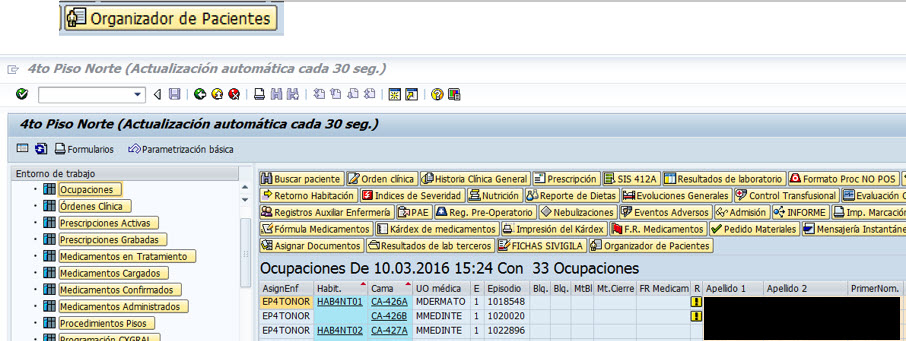 Organizador de Pacientes
4to Piso Norte (Actualización automática cada 30 seg.)
4to Piso Norte (Actualización automática cada 30 seg.)
Formularios Parametrización básica
Entorno de trabajo
Ocupaciones
Órdenes Clínica
Prescripciones Activas
Prescripciones Grabadas
Medicamentos en Tratamiento
Medicamentos Cargados
Medicamentos Confirmados
Medicamentos Administrados
Procedimientos Pisos
Programación CXGRAL
Buscar paciente Orden clínica Historia Clínica General Prescripción SIS 412A Resultados de laboratorio Formato Proc NO POS
Retorno Habitación Indices de Severidad Nutrición Reporte de Dietas Evoluciones Generales Control Transfusional Evaluación
Registros Auxiliar Enfermería PAE Reg. Pre-Operatorio Nebulizaciones Eventos Adversos Admisión INFORME Imp. Marcación
Fórmula Medicamentos Kárdex de medicamentos Impresión del Kárdex F.R. Medicamentos Pedido Materiales Mensajería Instantáne
Asignar Documentos Resultados de lab terceros FICHAS SIVIGILA Organizador de Pacientes
Ocupaciones De 10.03.2016 15:24 Con 33 Ocupaciones
AsignEnf Habit. Cama UO médica E Episodio Blq. Blq. MtBl Mt.Cierre FR Medicam R Apellido 1 Apellido 2 PrimerNom.
EP4TONOR HAB4NT01 CA-426A MDERMATO 1 1018548
EP4TONOR CA-426B MMEDINTE 1 1020020
EP4TONOR HAB4NT02 CA-427A MMEDINTE 1 1022896